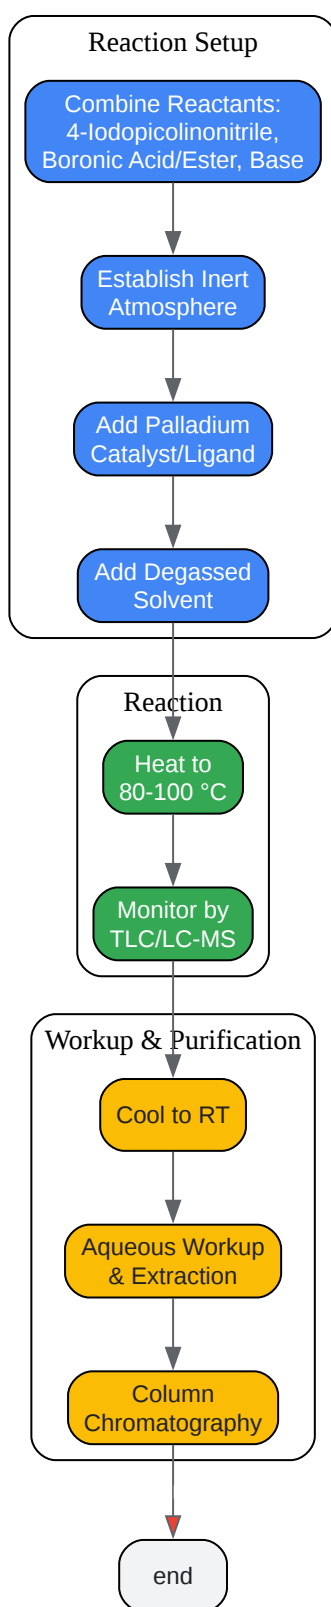 Reaction Setup
Combine Reactants:
4-Iodopicolinonitrile,
Boronic Acid/Ester, Base
Establish Inert
Atmosphere
Add Palladium
Catalyst/Ligand
Add Degassed
Solvent
Reaction
Heat to
80-100 °C
Monitor by
TLC/LC-MS
Workup & Purification
Cool to RT
Aqueous Workup
& Extraction
Column
Chromatography
end